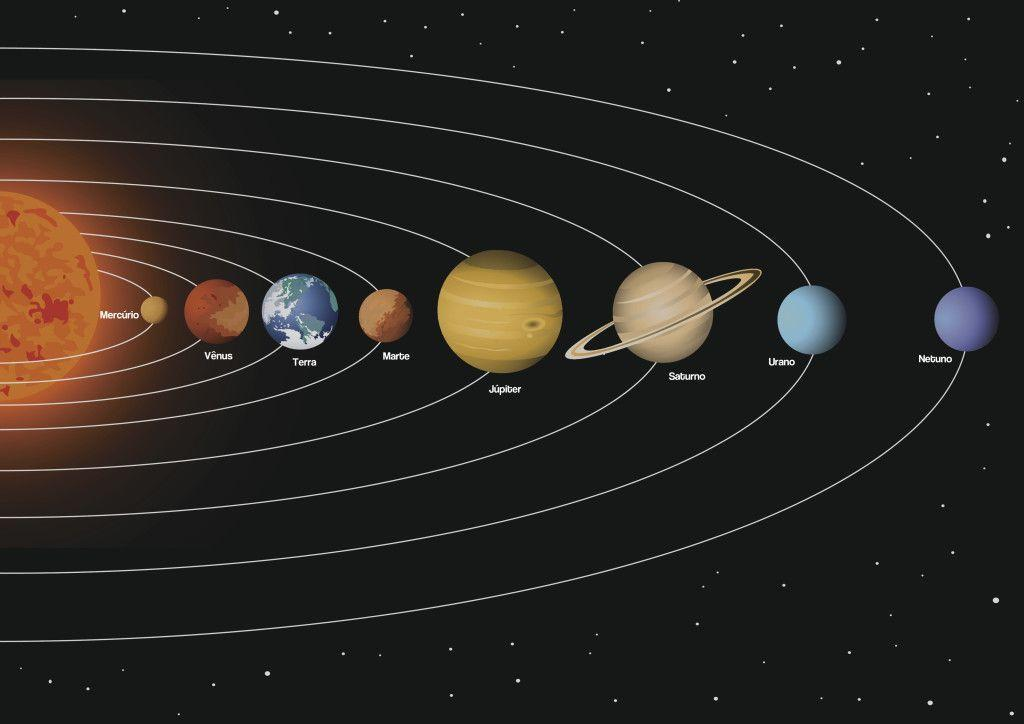 Mercúrio
Vênus
Terra
Marte
Júpiter
Saturno
Urano
Netuno